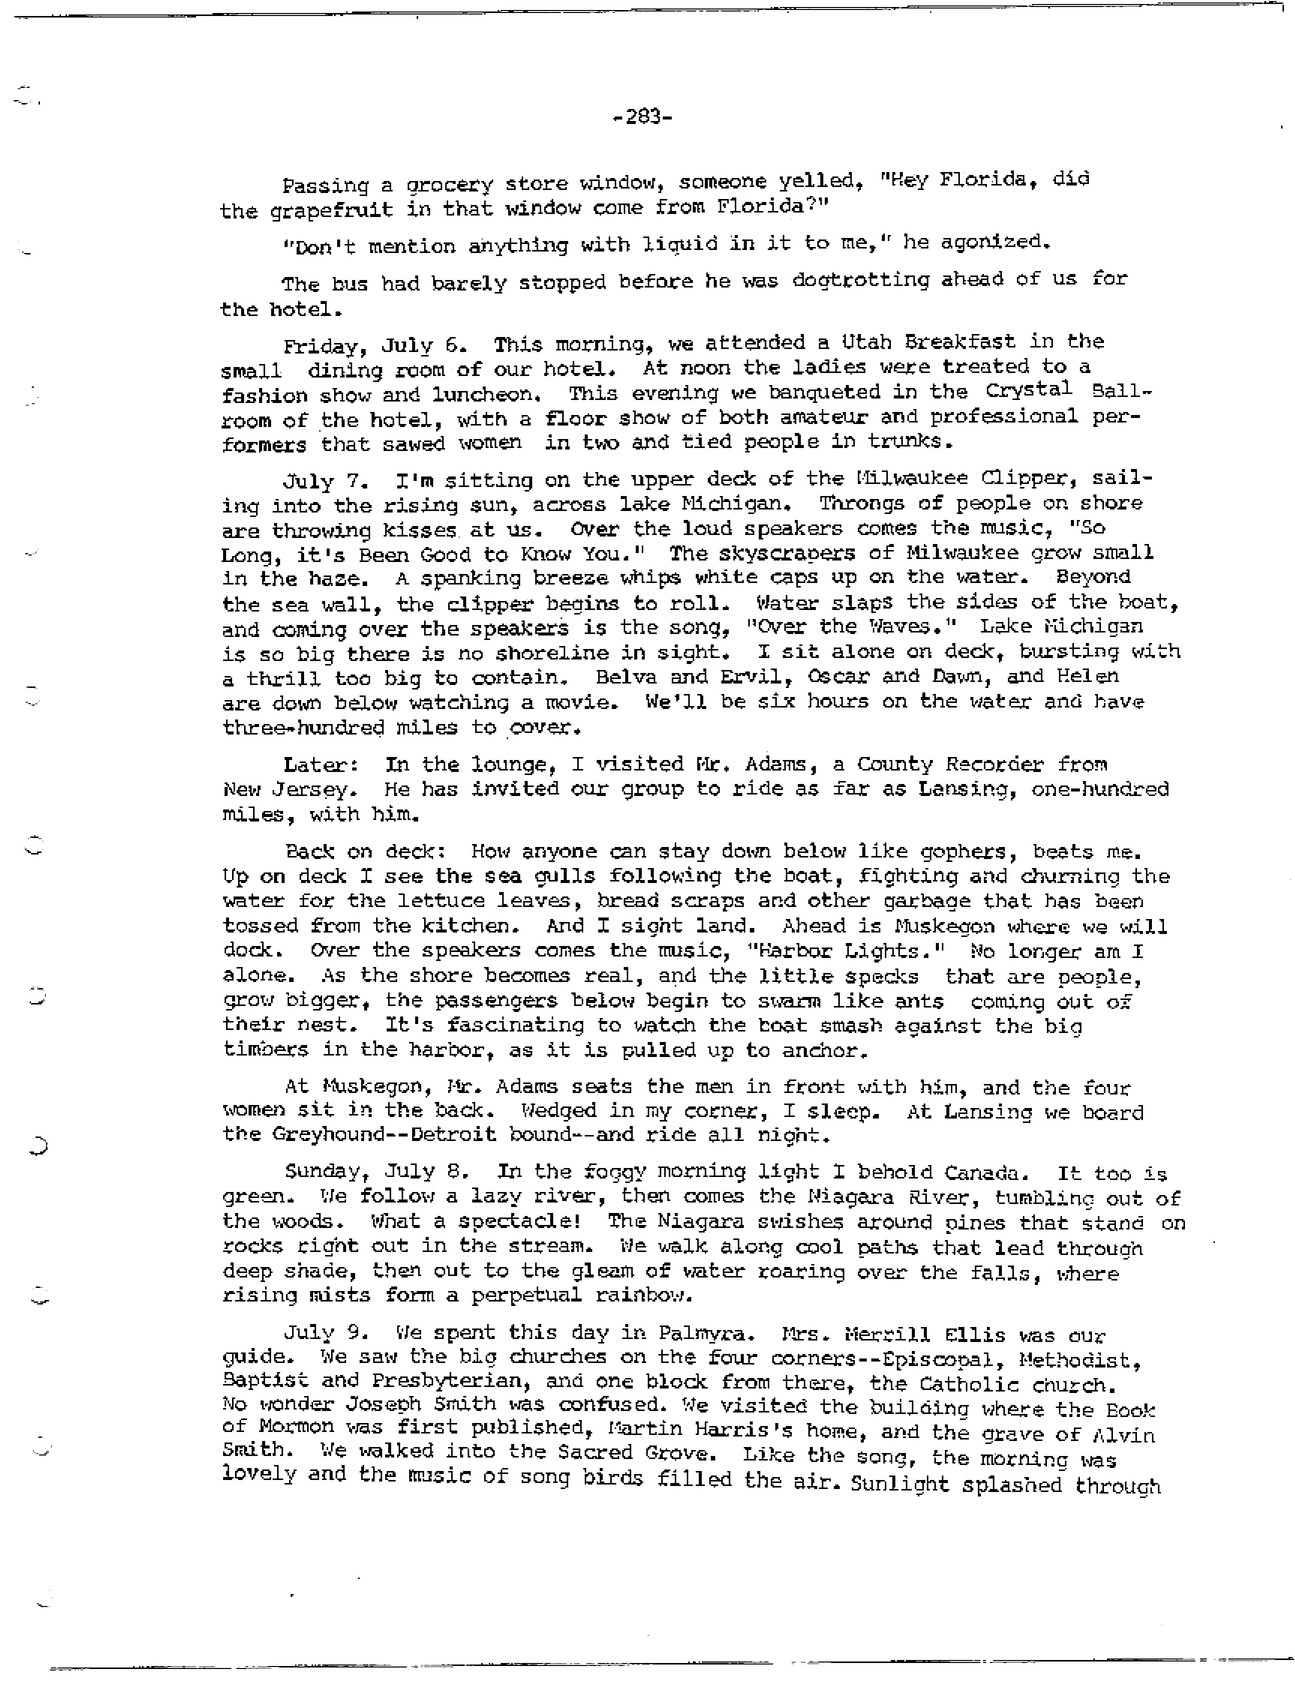 -283-
Passing a grocery store window, someone yelled, "Hey Florida, did
the grapefruit in that window come from Florida?"
"Don't mention anything with liquid in it to me," he agonized.
The bus had barely stopped before he was dogtrotting ahead of us for
the hotel.
Friday, July 6. This morning, we attended a Utah Breakfast in the
small dining room of our hotel. At noon the ladies were treated to a
fashion show and luncheon. This evening we banqueted in the Crystal Ball-
room of the hotel, with a floor show of both amateur and professional per-
formers that sawed women in two and tied people in trunks.
July 7. I'm sitting on the upper deck of the Milwaukee Clipper, sail-
ing into the rising sun, across lake Michigan. Throngs of people on shore
are throwing kisses at us. Over the loud speakers comes the music, "So
Long, it's Been Good to Know You." The skyscrapers of Milwaukee grow small
in the haze. A spanking breeze whips white caps up on the water. Beyond
the sea wall, the clipper begins to roll. Water slaps the sides of the boat,
and coming over the speakers is the song, "Over the Waves." Lake Michigan
is so big there is no shoreline in sight. I sit alone on deck, bursting with
a thrill too big to contain. Belva and Ervil, Oscar and Dawn, and Helen
are down below watching a movie. We'll be six hours on the water and have
three-hundred miles to cover.
Later: In the lounge, I visited Mr. Adams, a County Recorder from
New Jersey. He has invited our group to ride as far as Lansing, one-hundred
miles, with him.
Back on deck: How anyone can stay down below like gophers, beats me.
Up on deck I see the sea gulls following the boat, fighting and churning the
water for the lettuce leaves, bread scraps and other garbage that has been
tossed from the kitchen. And I sight land. Ahead is Muskegon where we will
dock. Over the speakers comes the music, "Harbor Lights." No longer am I
alone. As the shore becomes real, and the little specks that are people,
grow bigger, the passengers below begin to swarm like ants coming out of
their nest. It's fascinating to watch the boat smash against the big
timbers in the harbor, as it is pulled up to anchor.
At Muskegon, Mr. Adams seats the men in front with him, and the four
women sit in the back. Wedged in my corner, I sleep. At Lansing we board
the Greyhound--Detroit bound--and ride all night.
Sunday, July 8. In the foggy morning light I behold Canada. It too is
green. We follow a lazy river, then comes the Niagara River, tumbling out of
the woods. What a spectacle! The Niagara swishes around pines that stand on
rocks right out in the stream. We walk along cool paths that lead through
deep shade, then out to the gleam of water roaring over the falls, where
rising mists form a perpetual rainbow.
July 9. We spent this day in Palmyra. Mrs. Merrill Ellis was our
guide. We saw the big churches on the four corners--Episcopal, Methodist,
Baptist and Presbyterian, and one block from there, the Catholic church.
No wonder Joseph Smith was confused. We visited the building where the Book
of Mormon was first published, Martin Harris's home, and the grave of Alvin
Smith. We walked into the Sacred Grove. Like the song, the morning was
lovely and the music of song birds filled the air. Sunlight splashed through